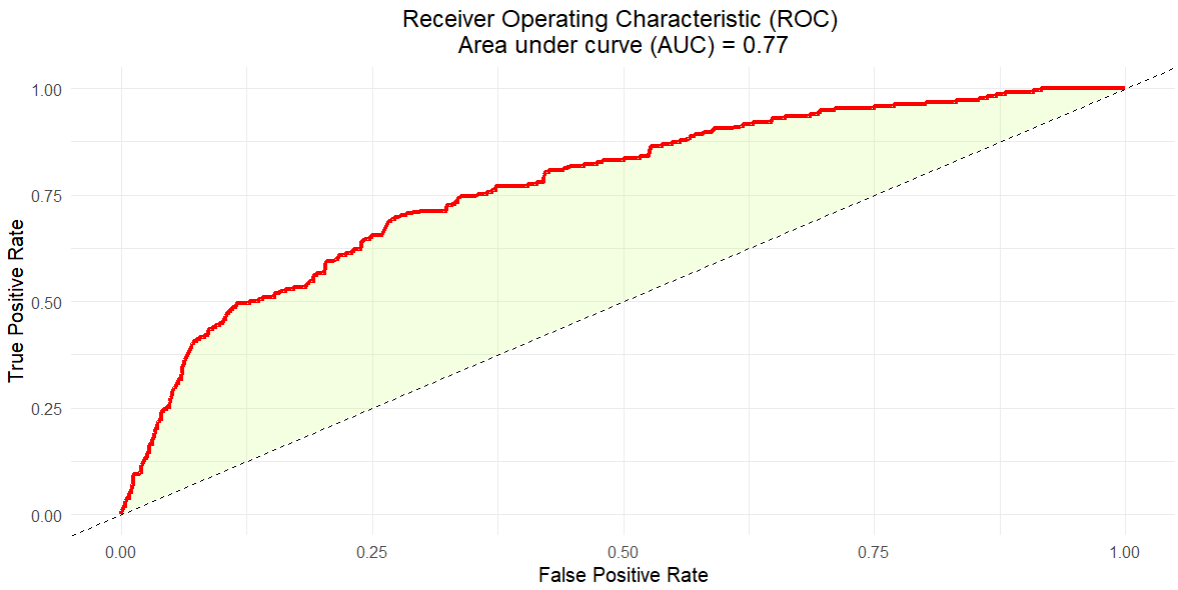 Receiver Operating Characteristic (ROC)
Area under curve (AUC) = 0.77
True Positive Rate
1.00
0.75
0.50
0.25
0.00
0.00 0.25 0.50 0.75 1.00
False Positive Rate